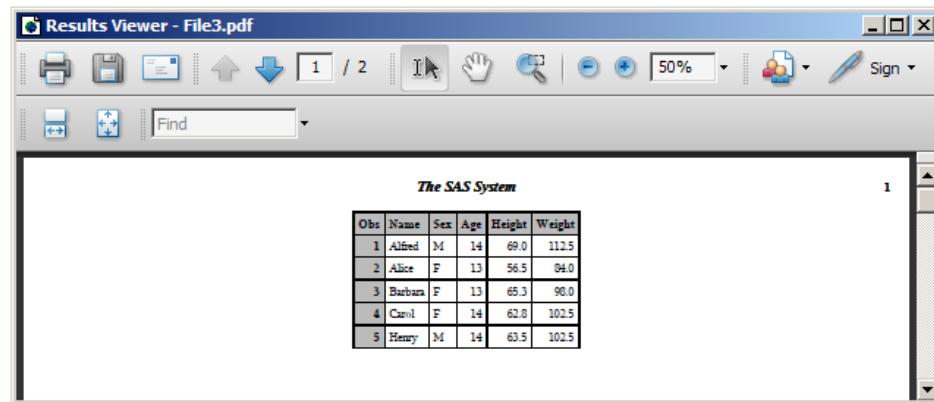 Results Viewer - File3.pdf
1 / 2 50% Sign
Find
The SAS System 1
Obs Name Sex Age Height Weight
1 Alfred M 14 69.0 112.5
2 Alice F 13 56.5 84.0
3 Barbara F 13 65.3 98.0
4 Carol F 14 62.8 102.5
5 Henry M 14 63.5 102.5